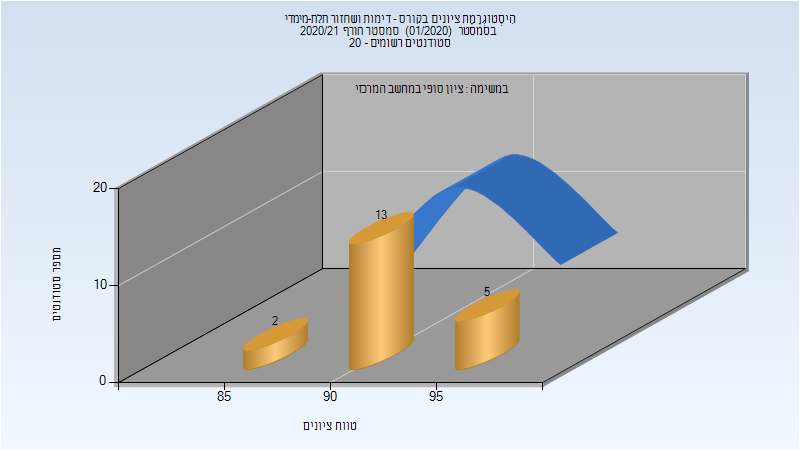 היסטוגרמת ציונים בקורס - דימות ושחזור תלת-מימדי
בסמסטר (01/2020) סמסטר חורף 2020/21
סטודנטים רשומים - 20
במשימה : ציון סופי במחשב המרכזי
20
10
0
מספר סטודנטים
2
13
5
85
90
95
טווח ציונים